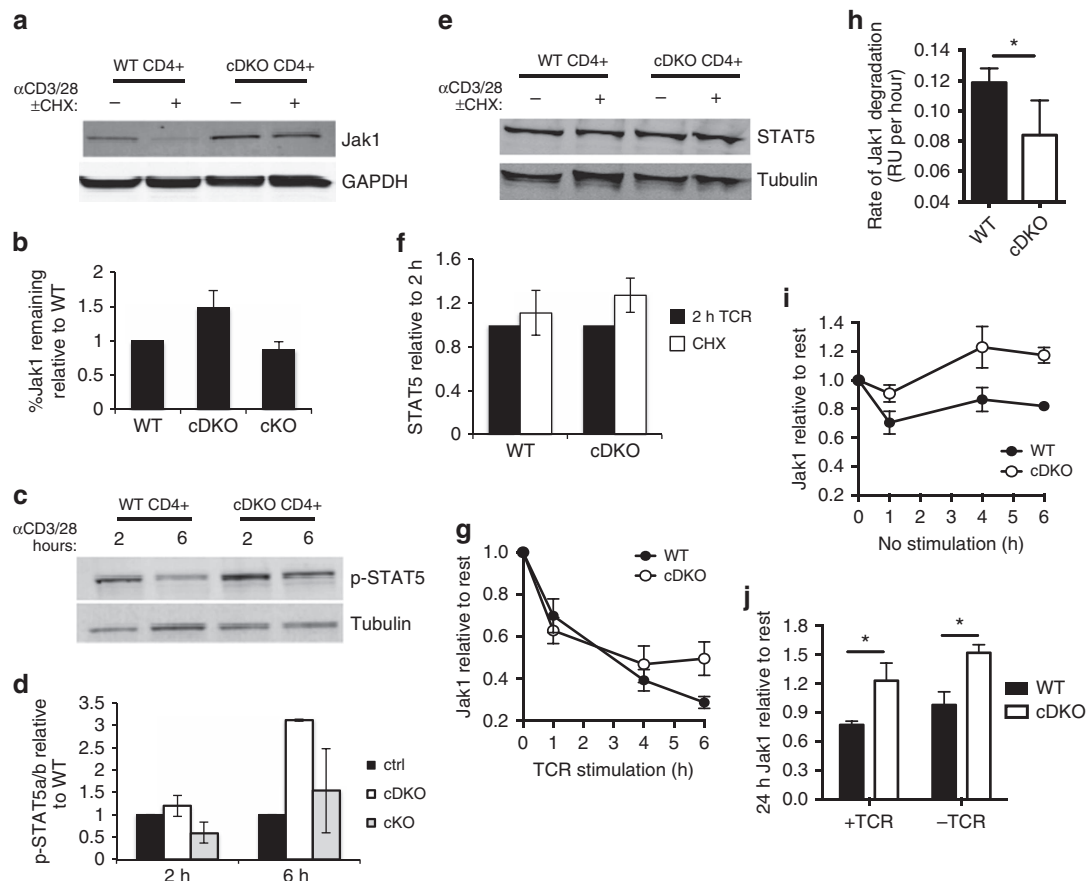 a
WT CD4+ cDKO CD4+
αCD3/28
±CHX: – + – +
Jak1
GAPDH
b
%Jak1 remaining
relative to WT
2
1.5
1
0.5
0
WT cDKO cKO
c
WT CD4+ cDKO CD4+
αCD3/28
hours: 2 6 2 6
p-STAT5
Tubulin
d
p-STAT5a/b relative
to WT
3.5
3
2.5
2
1.5
1
0.5
0
2 h 6 h
ctrl
cDKO
cKO
e
WT CD4+ cDKO CD4+
αCD3/28
±CHX: – + – +
STAT5
Tubulin
f
STAT5 relative to 2 h
1.6
1.2
0.8
0.4
0
WT cDKO
2 h TCR
CHX
g
Jak1 relative to rest
1.0
0.8
0.6
0.4
0.2
0 1 2 3 4 5 6
TCR stimulation (h)
WT
cDKO
h
Rate of Jak1 degradation
(RU per hour)
0.14
0.12
0.10
0.08
0.06
0.04
*
WT cDKO
i
Jak1 relative to rest
1.4
1.2
1.0
0.8
0.6
0.4
0.2
0 1 2 3 4 5 6
No stimulation (h)
WT
cDKO
j
24 h Jak1 relative to rest
1.8
1.5
1.2
0.9
0.6
0.3
0.0
* *
+TCR –TCR
WT
cDKO